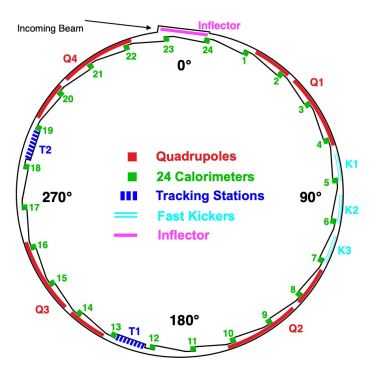 Incoming Beam
Inflector
24
23
22
21
20
19
18
17
16
15
14
13
12
11
10
9
8
7
6
5
4
3
2
1
Q4
Q1
0°
T2
K1
Quadrupoles
24 Calorimeters
Tracking Stations
Fast Kickers
Inflector
270°
90°
K2
K3
180°
Q3
T1
Q2